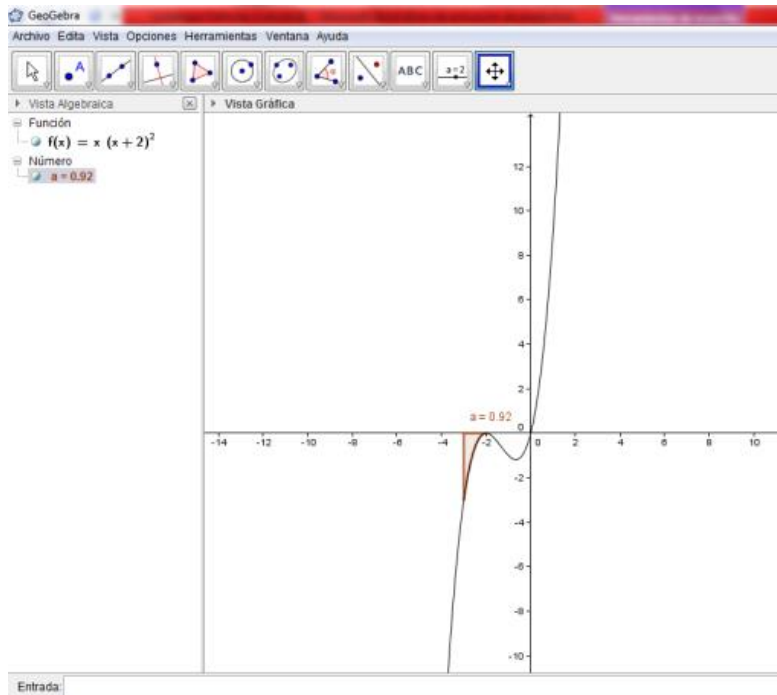 GeoGebra
Archivo Edita Vista Opciones Herramientas Ventana Ayuda
A
α
ABC
a=2
Vista Algebraica
Vista Gráfica
Función
f(x) = x (x + 2)²
Número
a = 0.92
12
10
8
6
4
2
0
a = 0.92
-14 -12 -10 -8 -6 -4 -2 0 2 4 6 8 10
-2
-4
-6
-8
-10
Entrada: